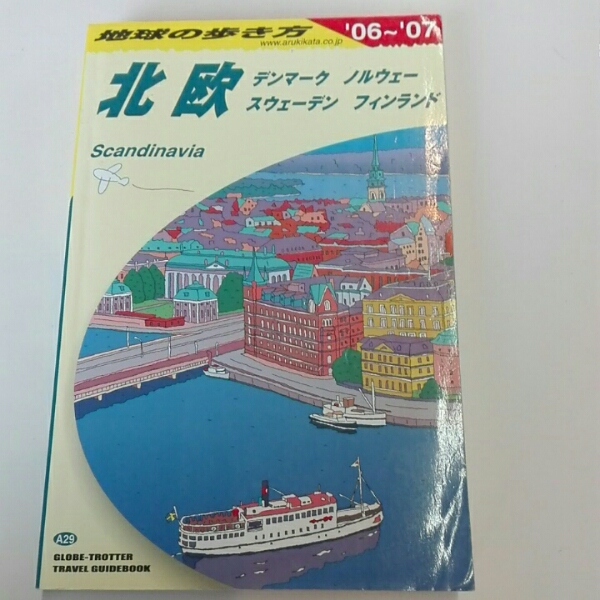 地球の歩き方
www.arukikata.co.jp
'06~'07
北欧
デンマーク ノルウェー
スウェーデン フィンランド
Scandinavia
A29
GLOBE-TROTTER
TRAVEL GUIDEBOOK